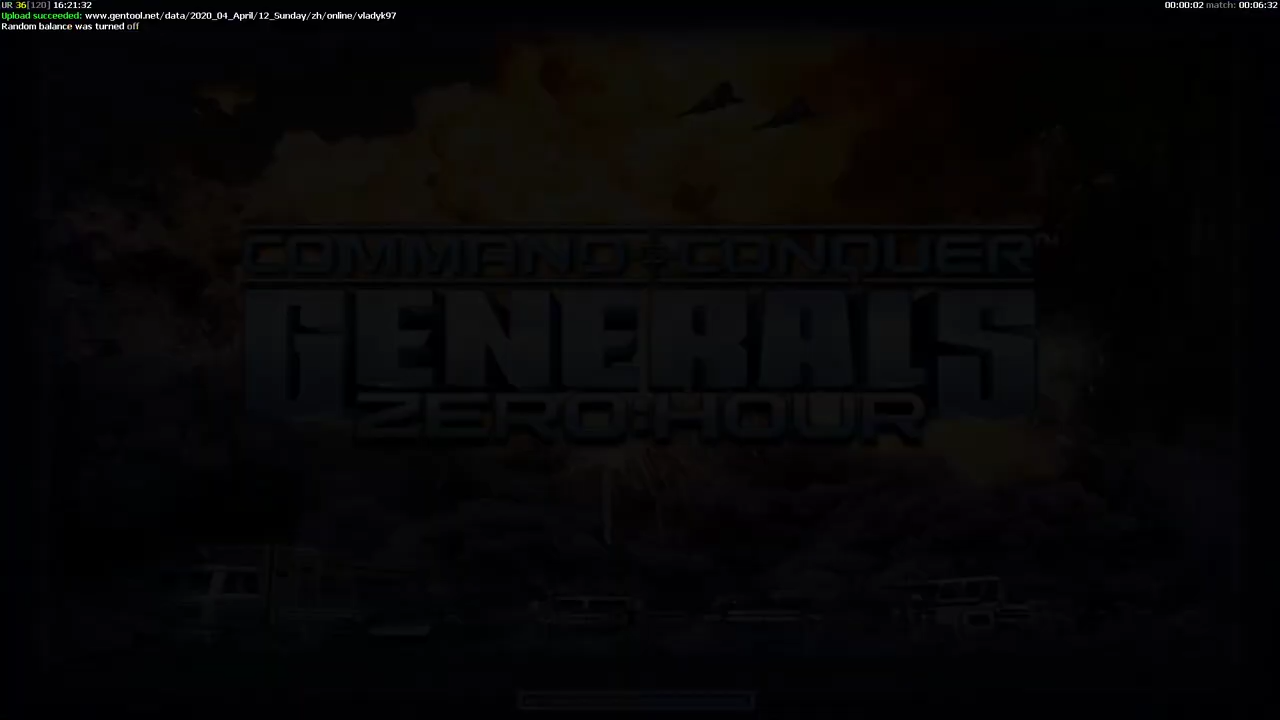 UR 36[120] 16:21:32
00:00:02 match: 00:06:32
Upload succeeded: www.gentool.net/data/2020_04_April/12_Sunday/zh/online/vladyk97
Random balance was turned off
COMMAND & CONQUER™
GENERALS
ZERO:HOUR